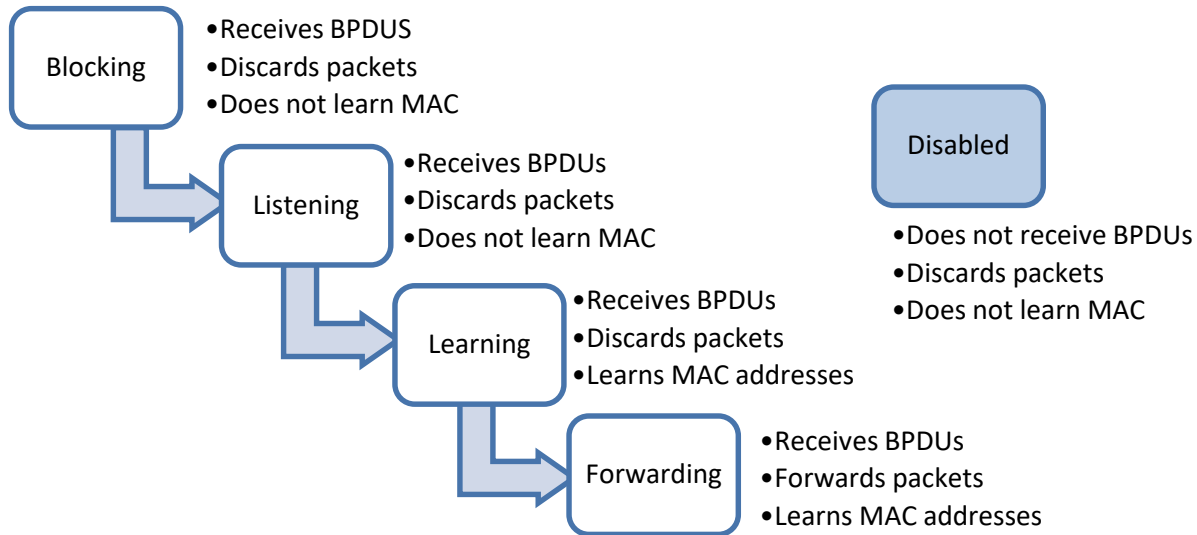 Blocking
•Receives BPDUS
•Discards packets
•Does not learn MAC
Listening
•Receives BPDUs
•Discards packets
•Does not learn MAC
Learning
•Receives BPDUs
•Discards packets
•Learns MAC addresses
Forwarding
•Receives BPDUs
•Forwards packets
•Learns MAC addresses
Disabled
•Does not receive BPDUs
•Discards packets
•Does not learn MAC